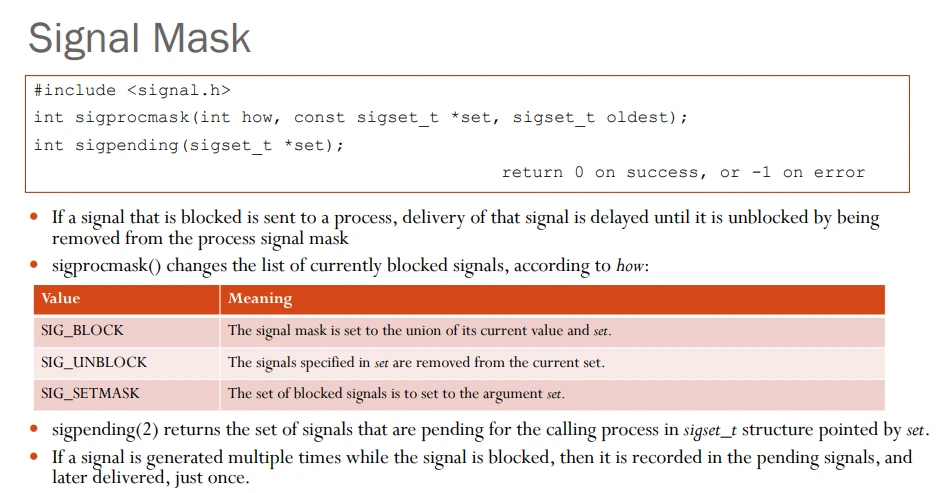 Signal Mask
#include <signal.h>
int sigprocmask(int how, const sigset_t *set, sigset_t oldest);
int sigpending(sigset_t *set);
return 0 on success, or -1 on error
• If a signal that is blocked is sent to a process, delivery of that signal is delayed until it is unblocked by being
removed from the process signal mask
• sigprocmask() changes the list of currently blocked signals, according to how:
Value Meaning
SIG_BLOCK The signal mask is set to the union of its current value and set.
SIG_UNBLOCK The signals specified in set are removed from the current set.
SIG_SETMASK The set of blocked signals is to set to the argument set.
• sigpending(2) returns the set of signals that are pending for the calling process in sigset_t structure pointed by set.
• If a signal is generated multiple times while the signal is blocked, then it is recorded in the pending signals, and
later delivered, just once.